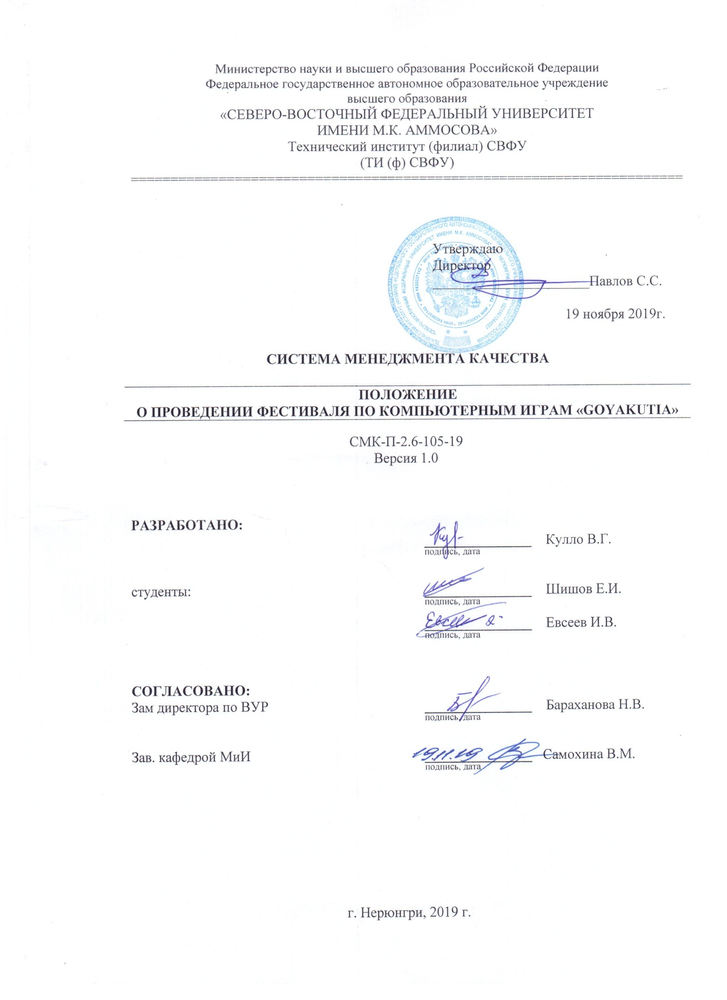 Министерство науки и высшего образования Российской Федерации
Федеральное государственное автономное образовательное учреждение
высшего образования
«СЕВЕРО-ВОСТОЧНЫЙ ФЕДЕРАЛЬНЫЙ УНИВЕРСИТЕТ
ИМЕНИ М.К. АММОСОВА»
Технический институт (филиал) СВФУ
(ТИ (ф) СВФУ)
Утверждаю
Директор
Павлов С.С.
19 ноября 2019г.
СИСТЕМА МЕНЕДЖМЕНТА КАЧЕСТВА
ПОЛОЖЕНИЕ
О ПРОВЕДЕНИИ ФЕСТИВАЛЯ ПО КОМПЬЮТЕРНЫМ ИГРАМ «GOYAKUTIA»
СМК-П-2.6-105-19
Версия 1.0
РАЗРАБОТАНО:
Кулло В.Г.
подпись, дата
студенты:
Шишов Е.И.
подпись, дата
Евсеев И.В.
подпись, дата
СОГЛАСОВАНО:
Зам директора по ВУР
Бараханова Н.В.
подпись, дата
Зав. кафедрой МиИ
19.11.19
Самохина В.М.
подпись, дата
г. Нерюнгри, 2019 г.